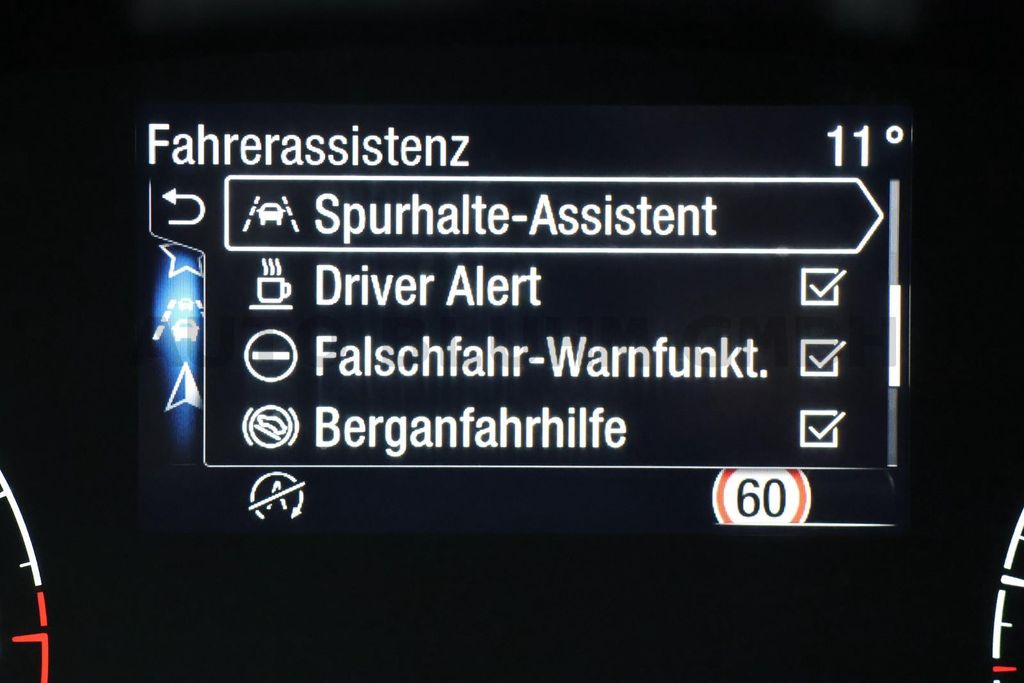 Fahrerassistenz 11°
Spurhalte-Assistent
Driver Alert
Falschfahr-Warnfunkt.
Berganfahrhilfe
60